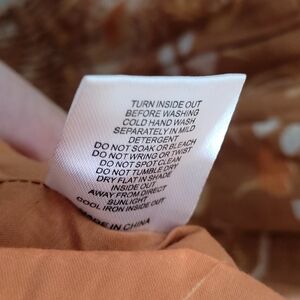 TURN INSIDE OUT
BEFORE WASHING
COLD HAND WASH
SEPARATELY IN MILD
DETERGENT
DO NOT SOAK OR BLEACH
DO NOT WRING OR TWIST
DO NOT SPOT CLEAN
DO NOT TUMBLE DRY
DRY FLAT IN SHADE
INSIDE OUT
AWAY FROM DIRECT
SUNLIGHT
COOL IRON INSIDE OUT
MADE IN CHINA